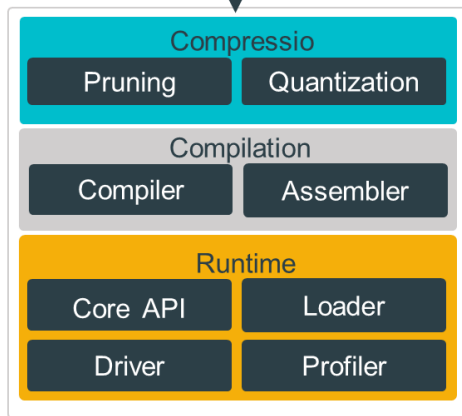 Compressio
Pruning Quantization
Compilation
Compiler Assembler
Runtime
Core API Loader
Driver Profiler